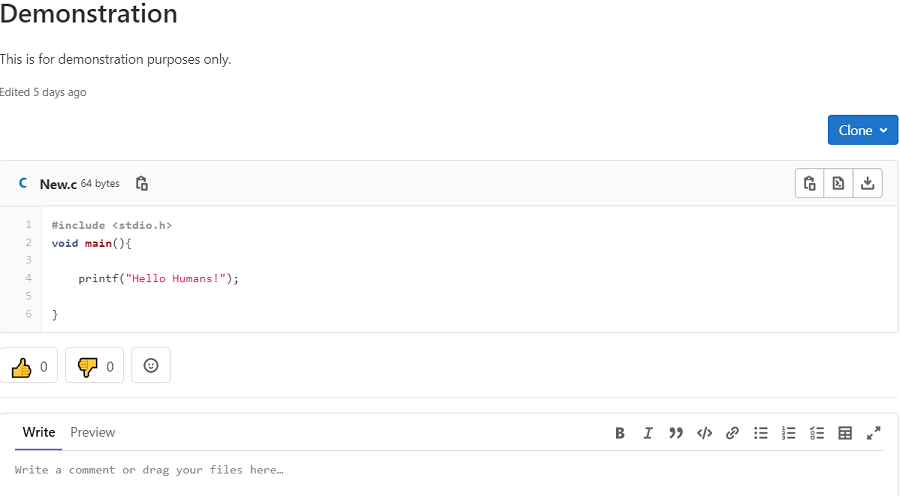 Demonstration
This is for demonstration purposes only.
Edited 5 days ago
Clone
C New.c 64 bytes
1 #include <stdio.h>
2 void main(){
3
4 printf("Hello Humans!");
5
6 }
0 0
Write Preview B I
Write a comment or drag your files here…